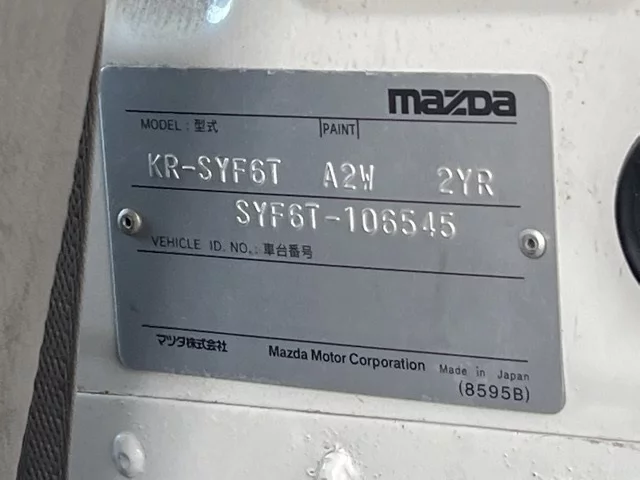 mazda
MODEL : 型式 PAINT
KR-SYF6T A2W 2YR
SYF6T-106545
VEHICLE ID. NO.: 車台番号
マツダ株式会社 Mazda Motor Corporation Made in Japan
(8595B)